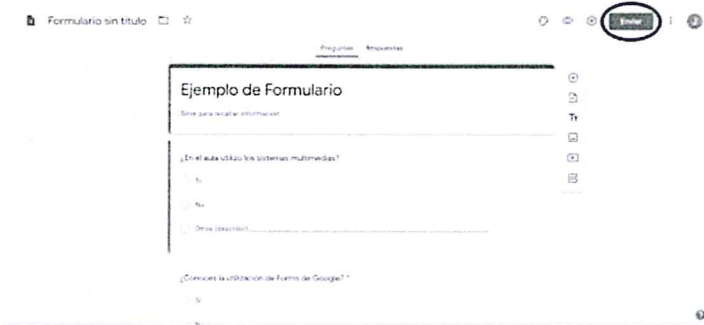 Formulario sin título
Enviar
Preguntas Respuestas
Ejemplo de Formulario
Sirve para recabar información
¿En el aula utilizo los sistemas multimedias?
Si
No
Otros (describir)
¿Conoces la utilización de Forms de Google? *
Si
No